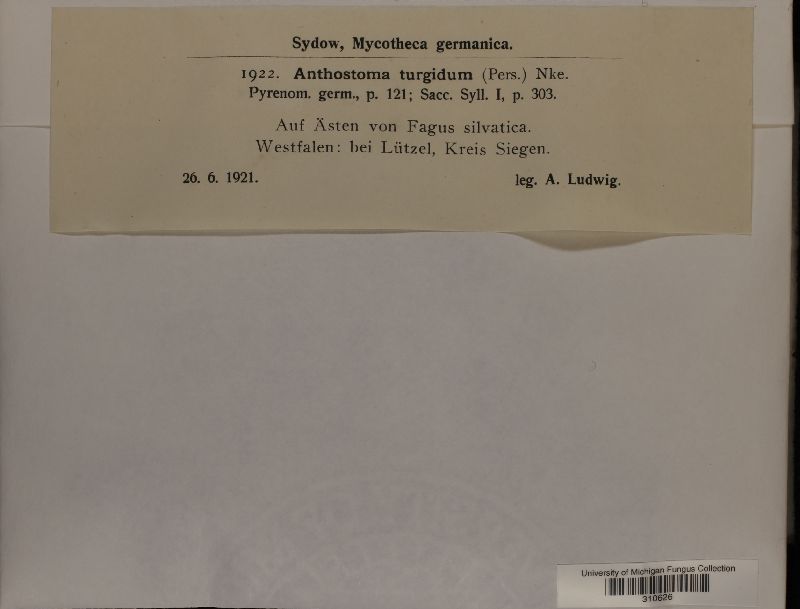 Sydow, Mycotheca germanica.
1922. Anthostoma turgidum (Pers.) Nke.
Pyrenom. germ., p. 121; Sacc. Syll. I, p. 303.
Auf Ästen von Fagus silvatica.
Westfalen: bei Lützel, Kreis Siegen.
26. 6. 1921. leg. A. Ludwig.
University of Michigan Fungus Collection
310626